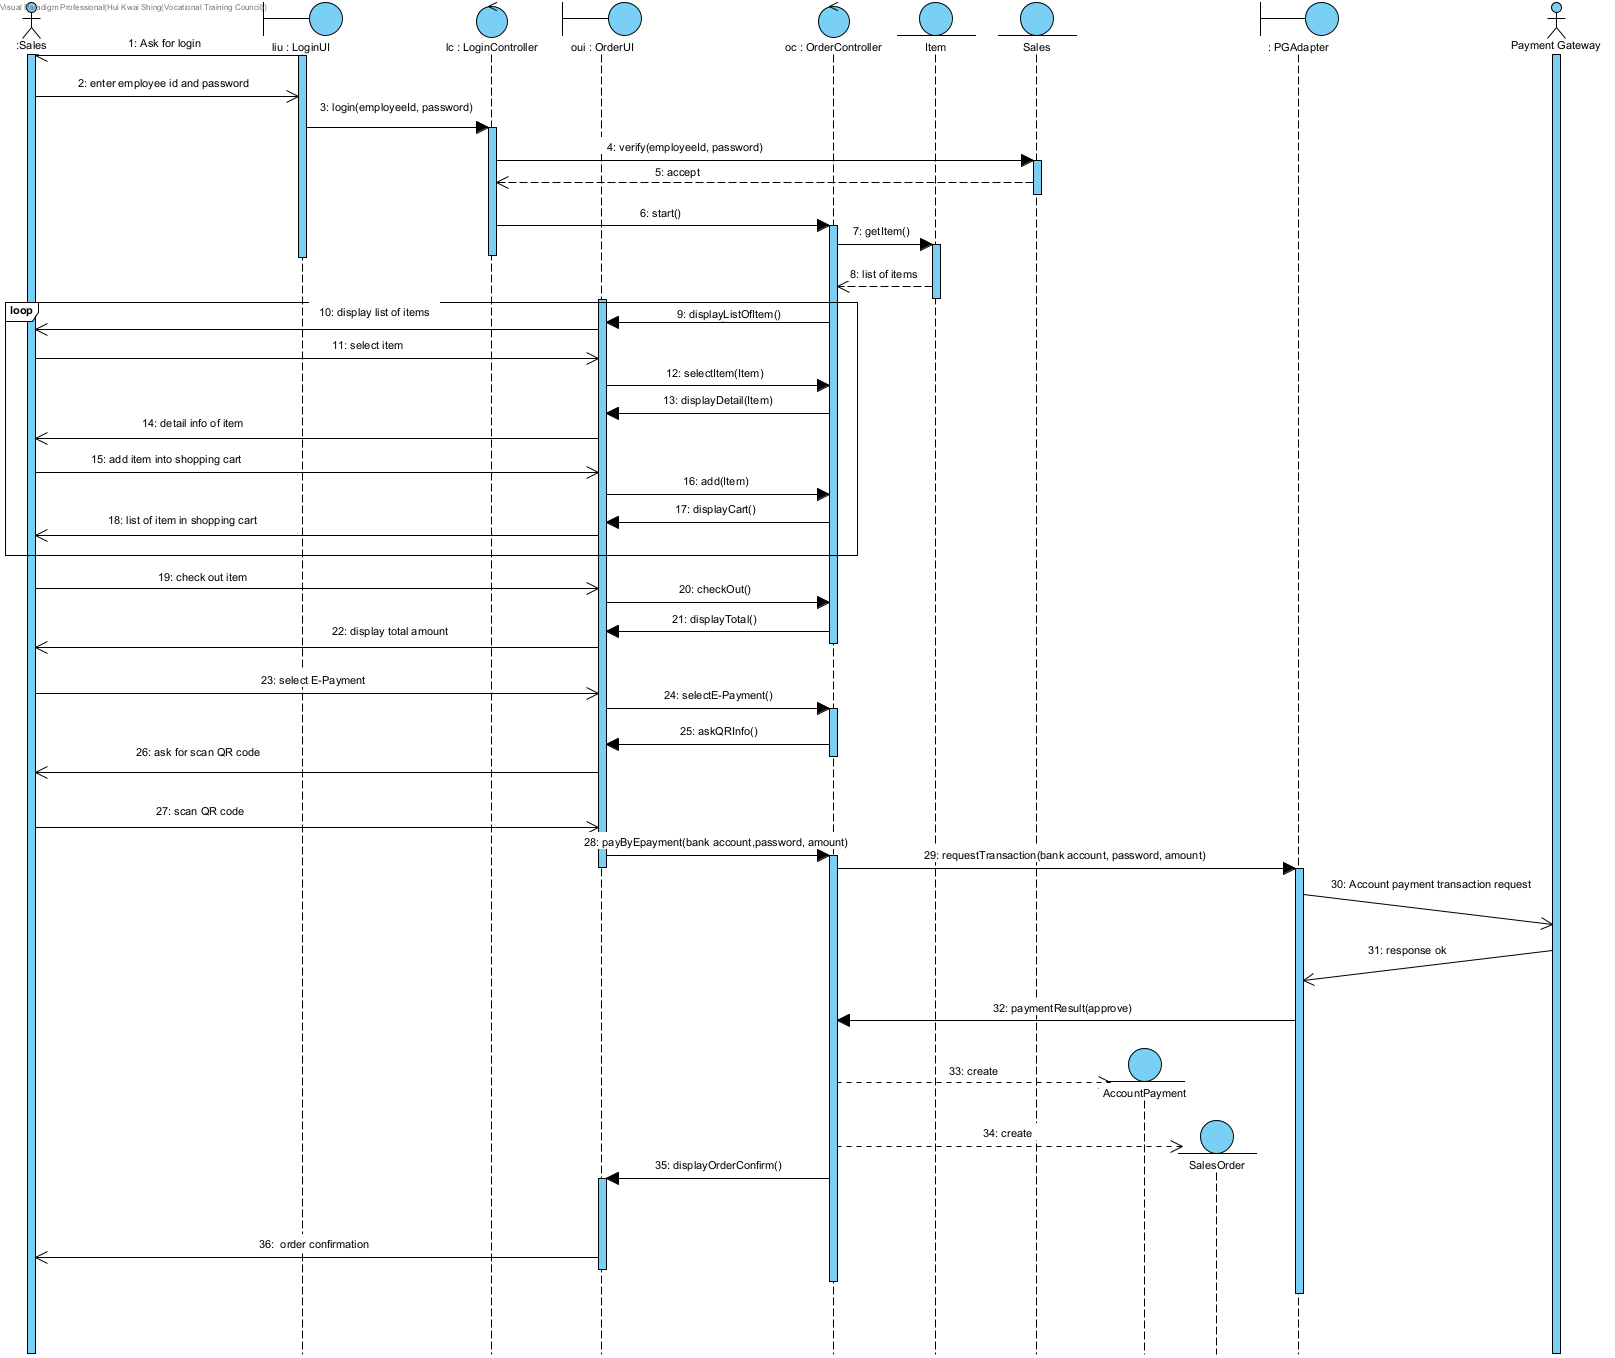 Visual Paradigm Professional(Hui Kwai Shing(Vocational Training Council))
:Sales
liu : LoginUI
lc : LoginController
oui : OrderUI
oc : OrderController
Item
Sales
: PGAdapter
Payment Gateway
1: Ask for login
2: enter employee id and password
3: login(employeeId, password)
4: verify(employeeId, password)
5: accept
6: start()
7: getItem()
8: list of items
loop
9: displayListOfItem()
10: display list of items
11: select item
12: selectItem(Item)
13: displayDetail(Item)
14: detail info of item
15: add item into shopping cart
16: add(Item)
17: displayCart()
18: list of item in shopping cart
19: check out item
20: checkOut()
21: displayTotal()
22: display total amount
23: select E-Payment
24: selectE-Payment()
25: askQRInfo()
26: ask for scan QR code
27: scan QR code
28: payByEpayment(bank account,password, amount)
29: requestTransaction(bank account, password, amount)
30: Account payment transaction request
31: response ok
32: paymentResult(approve)
33: create
AccountPayment
34: create
SalesOrder
35: displayOrderConfirm()
36: order confirmation